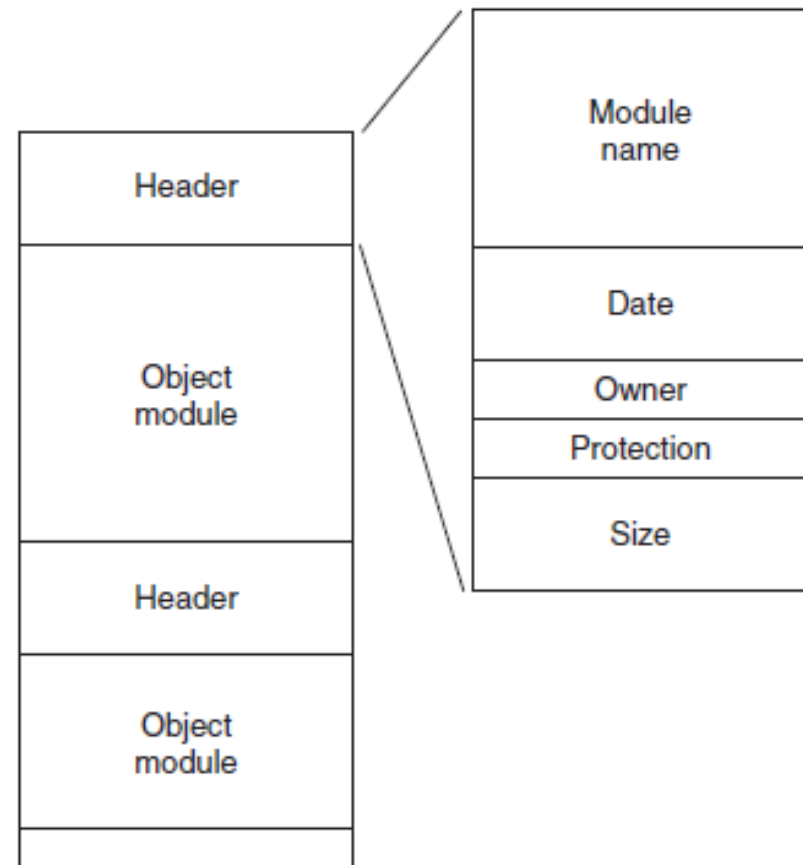 Header
Object
module
Header
Object
module
Module
name
Date
Owner
Protection
Size